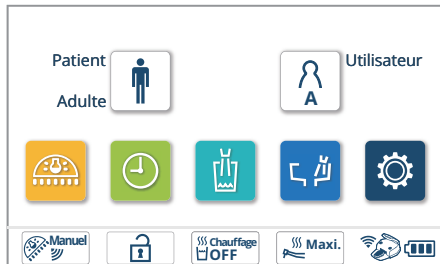 Patient
Utilisateur
Adulte
A
Manuel
Chauffage
OFF
Maxi.